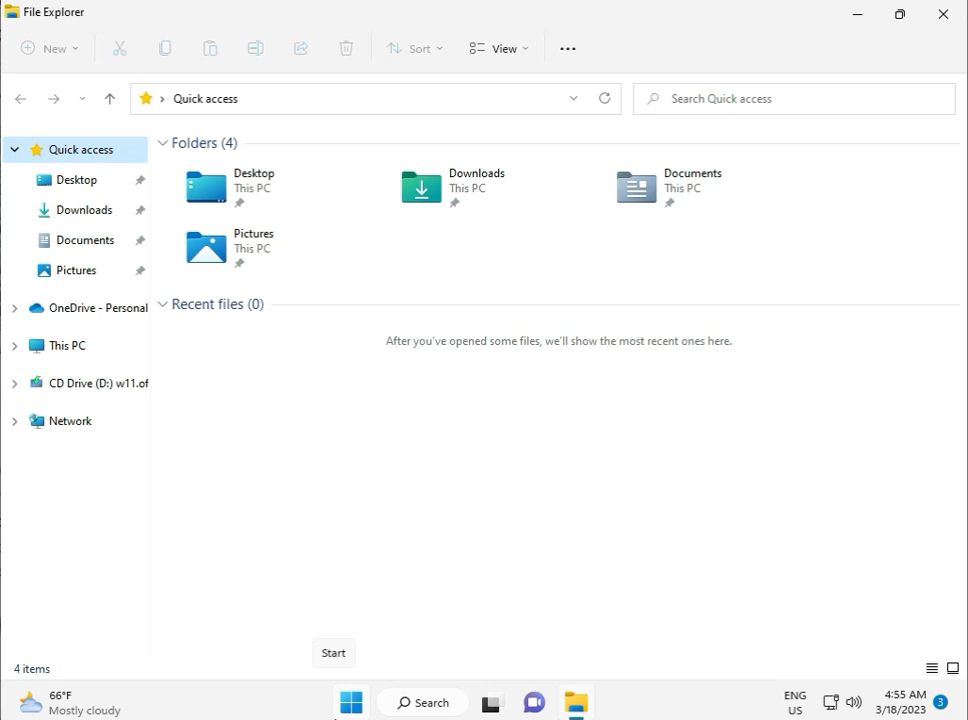 File Explorer
New
Sort
View
Quick access
Search Quick access
Quick access
Desktop
Downloads
Documents
Pictures
OneDrive - Personal
This PC
CD Drive (D:) w11.of
Network
Folders (4)
Desktop
This PC
Downloads
This PC
Documents
This PC
Pictures
This PC
Recent files (0)
After you've opened some files, we'll show the most recent ones here.
Start
4 items
66°F
Mostly cloudy
Search
ENG
US
4:55 AM
3/18/2023
3